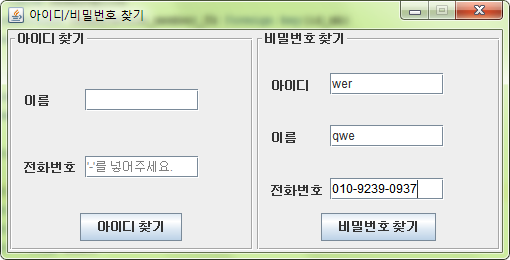 아이디/비밀번호 찾기
아이디 찾기
이름
전화번호 '-'를 넣어주세요.
아이디 찾기
비밀번호 찾기
아이디 wer
이름 qwe
전화번호 010-9239-0937
비밀번호 찾기